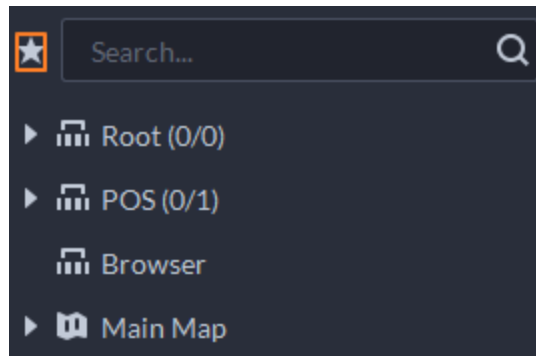 Search...
Root (0/0)
POS (0/1)
Browser
Main Map